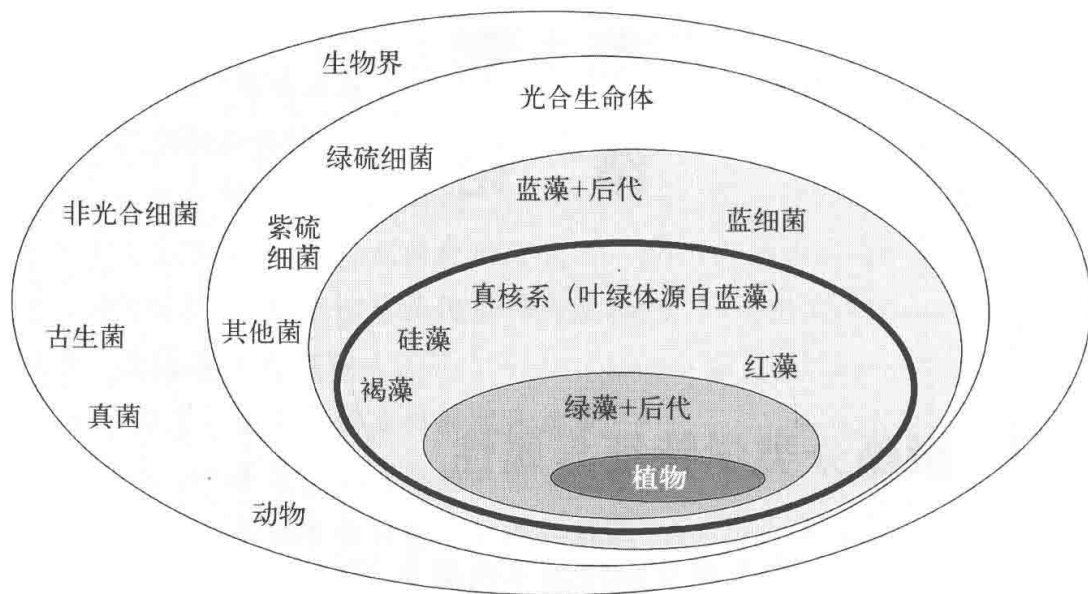 生物界
光合生命体
绿硫细菌
蓝藻+后代
非光合细菌
紫硫
细菌
蓝细菌
真核系（叶绿体源自蓝藻）
古生菌
其他菌
硅藻
红藻
褐藻
真菌
绿藻+后代
植物
动物